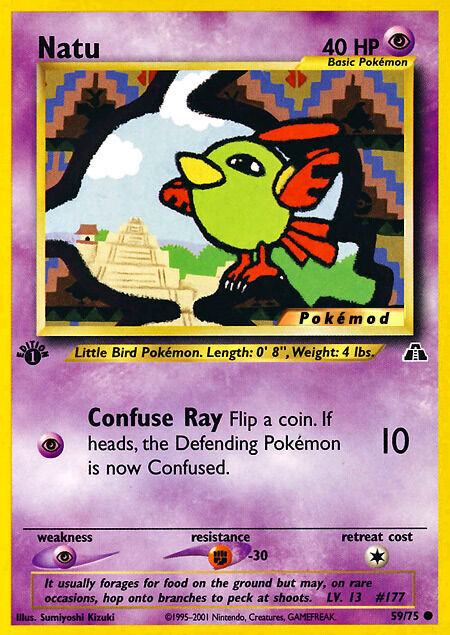 Natu
40 HP
Basic Pokémon
Pokémod
EDITION
1
Little Bird Pokémon. Length: 0' 8", Weight: 4 lbs.
Confuse Ray Flip a coin. If
heads, the Defending Pokémon
is now Confused.
10
weakness
resistance
-30
retreat cost
It usually forages for food on the ground but may, on rare
occasions, hop onto branches to peck at shoots. LV. 13 #177
Illus. Sumiyoshi Kizuki
©1995-2001 Nintendo, Creatures, GAMEFREAK.
59/75